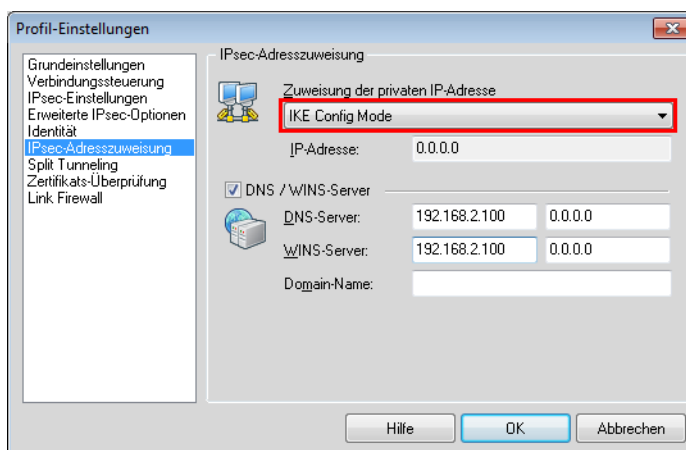 Profil-Einstellungen
Grundeinstellungen
Verbindungssteuerung
IPsec-Einstellungen
Erweiterte IPsec-Optionen
Identität
IPsec-Adresszuweisung
Split Tunneling
Zertifikats-Überprüfung
Link Firewall
IPsec-Adresszuweisung
Zuweisung der privaten IP-Adresse
IKE Config Mode
IP-Adresse: 0.0.0.0
DNS / WINS-Server
DNS-Server: 192.168.2.100 0.0.0.0
WINS-Server: 192.168.2.100 0.0.0.0
Domain-Name:
Hilfe OK Abbrechen